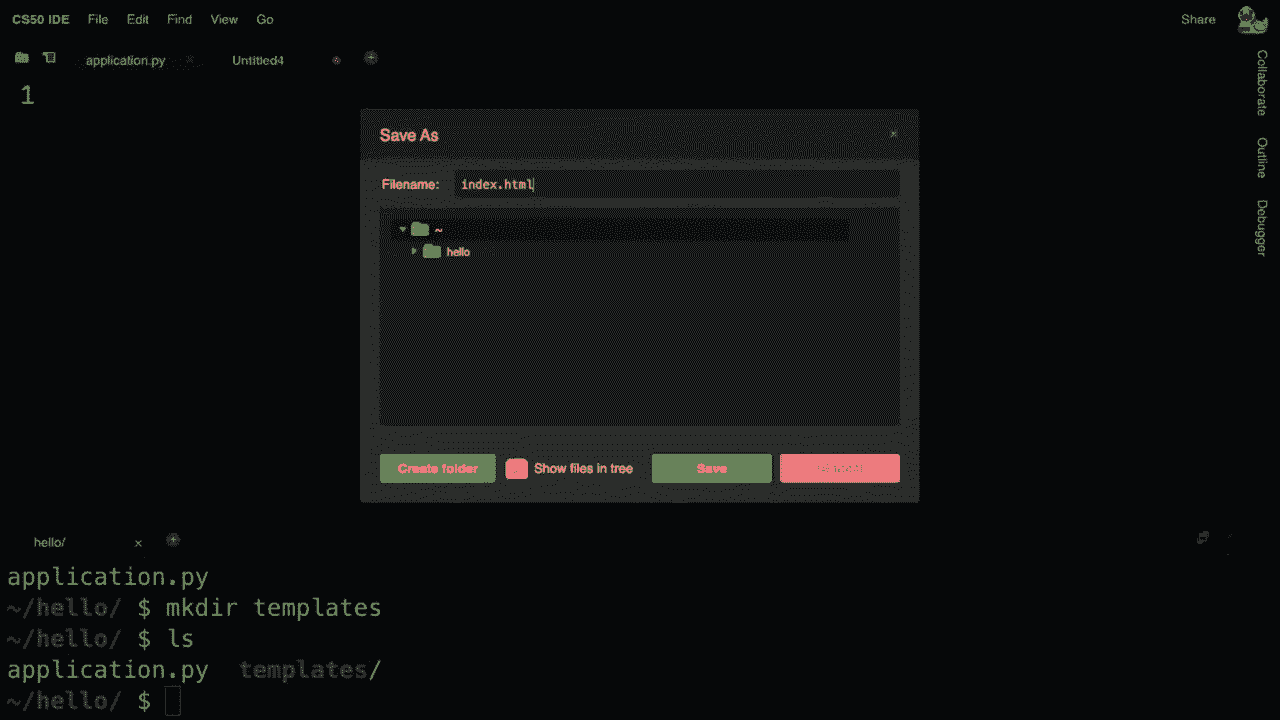 CS50 IDE File Edit Find View Go Share
application.py Untitled4
1
Collaborate
Outline
Debugger
Save As
Filename: index.html
~
hello
Create folder Show files in tree Save
hello/
application.py
~/hello/ $ mkdir templates
~/hello/ $ ls
application.py templates/
~/hello/ $